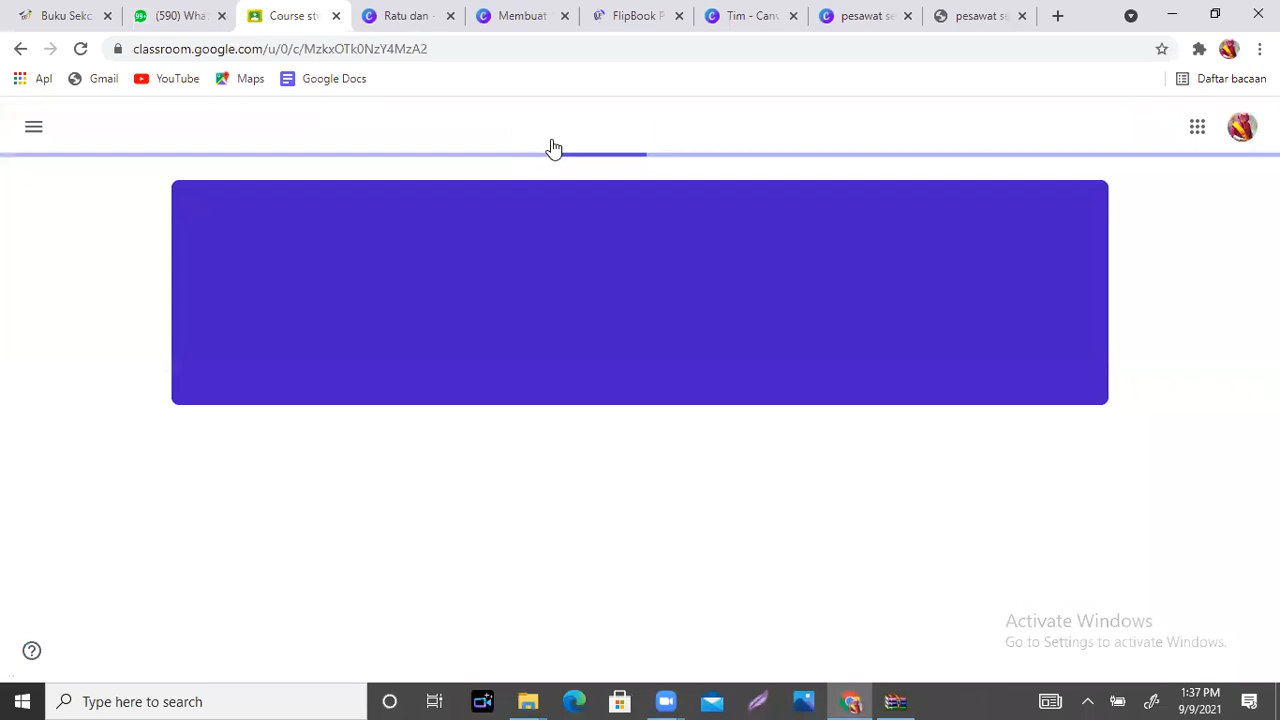 Buku Sek
(590) Wha
Course st
Ratu dan
Membuat
FlipBook P
Tim - Can
pesawat se
pesawat se
classroom.google.com/u/0/c/MzkxOTk0NzY4MzA2
Apl
Gmail
YouTube
Maps
Google Docs
Daftar bacaan
Activate Windows
Go to Settings to activate Windows.
Type here to search
1:37 PM
9/9/2021